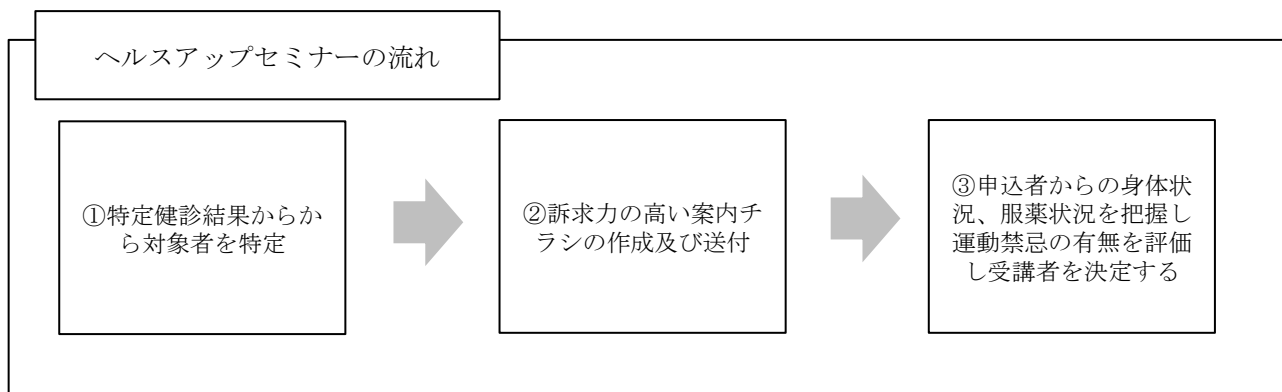 ヘルスアップセミナーの流れ
①特定健診結果からか
ら対象者を特定
②訴求力の高い案内チ
ラシの作成及び送付
③申込者からの身体状
況、服薬状況を把握し
運動禁忌の有無を評価
し受講者を決定する